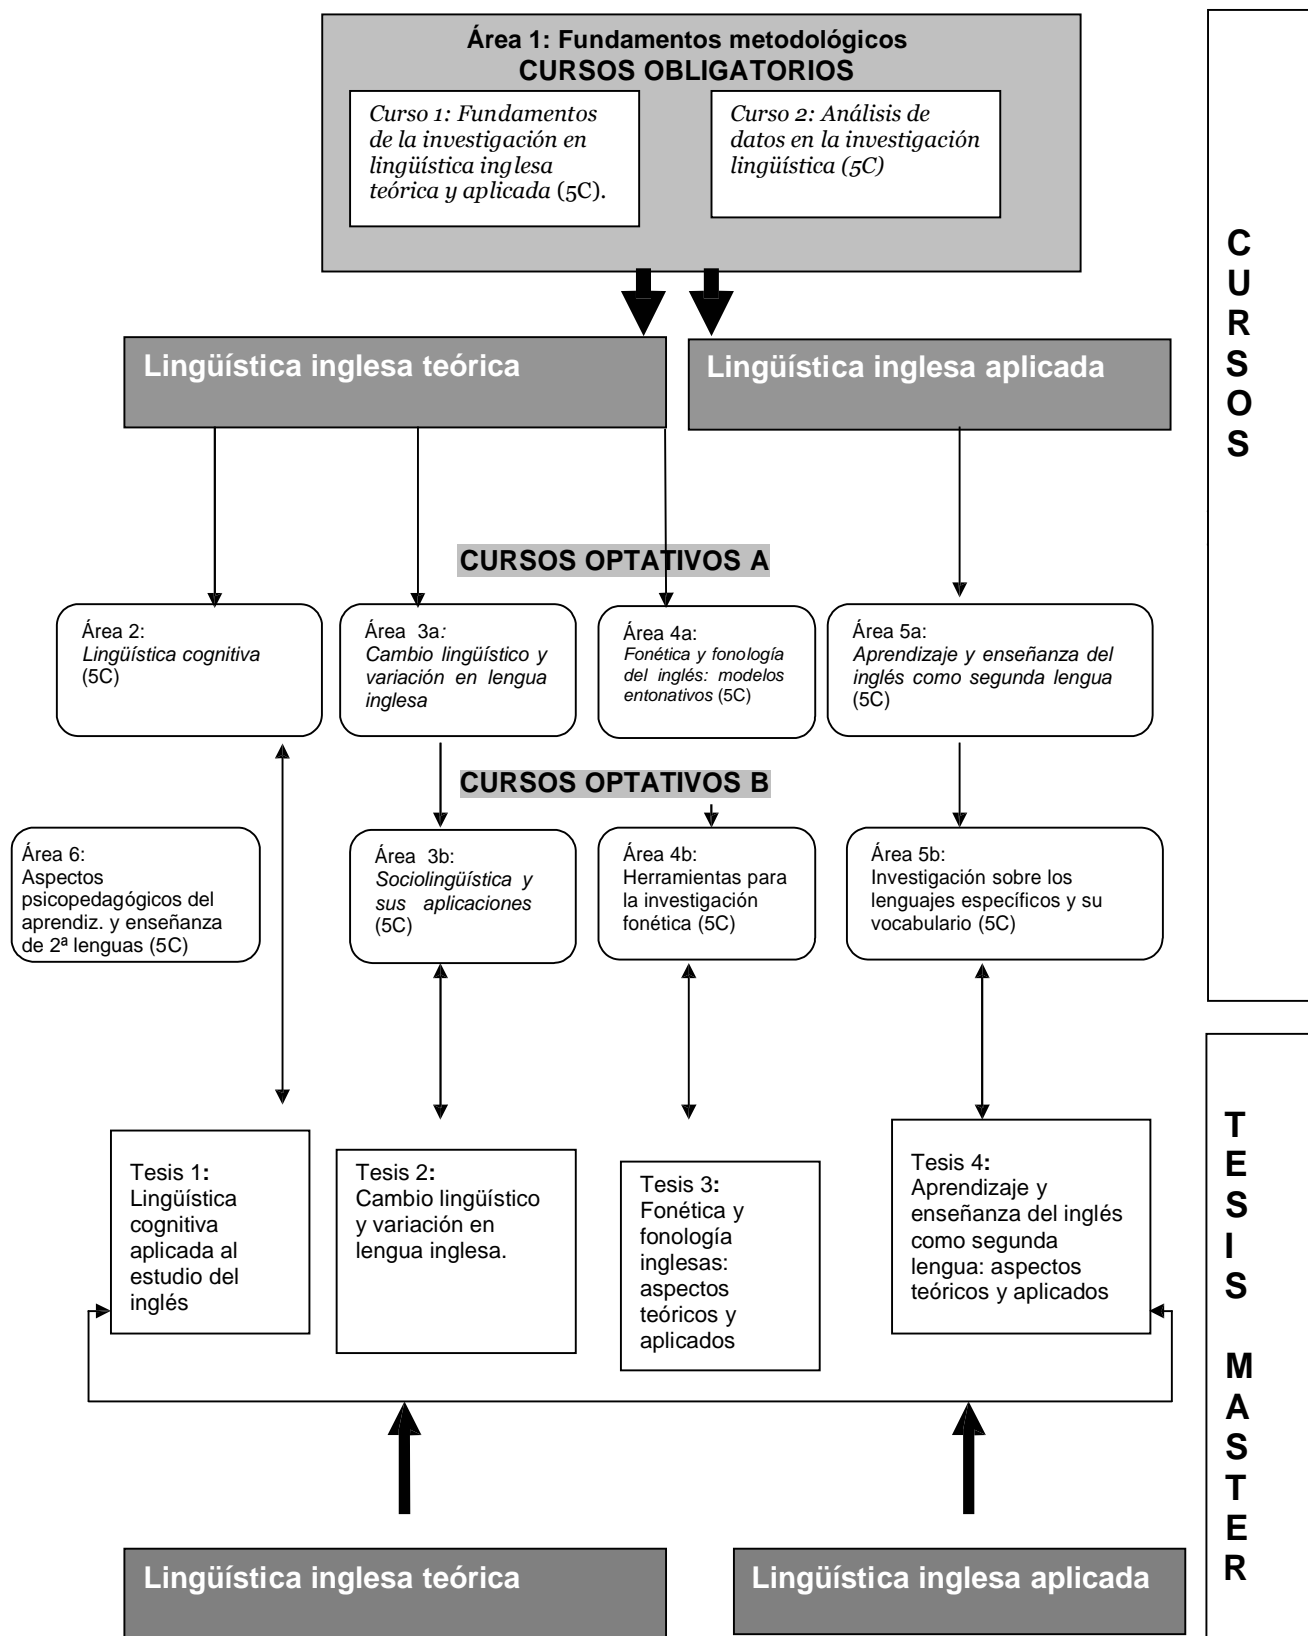 Área 1: Fundamentos metodológicos
CURSOS OBLIGATORIOS
Curso 1: Fundamentos
de la investigación en
lingüística inglesa
teórica y aplicada (5C).
Curso 2: Análisis de
datos en la investigación
lingüística (5C)
Lingüística inglesa teórica
Lingüística inglesa aplicada
CURSOS OPTATIVOS A
Área 2:
Lingüística cognitiva
(5C)
Área 3a:
Cambio lingüístico y
variación en lengua
inglesa
Área 4a:
Fonética y fonología
del inglés: modelos
entonativos (5C)
Área 5a:
Aprendizaje y enseñanza del
inglés como segunda lengua
(5C)
CURSOS OPTATIVOS B
Área 6:
Aspectos
psicopedagógicos del
aprendiz. y enseñanza
de 2ª lenguas (5C)
Área 3b:
Sociolingüística y
sus aplicaciones
(5C)
Área 4b:
Herramientas para
la investigación
fonética (5C)
Área 5b:
Investigación sobre los
lenguajes específicos y su
vocabulario (5C)
Tesis 1:
Lingüística
cognitiva
aplicada al
estudio del
inglés
Tesis 2:
Cambio lingüístico
y variación en
lengua inglesa.
Tesis 3:
Fonética y
fonología
inglesas:
aspectos
teóricos y
aplicados
Tesis 4:
Aprendizaje y
enseñanza del inglés
como segunda
lengua: aspectos
teóricos y aplicados
Lingüística inglesa teórica
Lingüística inglesa aplicada
C
U
R
S
O
S
T
E
S
I
S
M
A
S
T
E
R